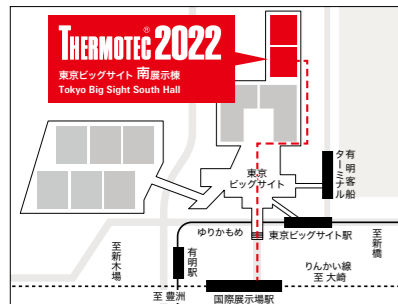 THERMOTEC® 2022
東京ビッグサイト 南展示棟
Tokyo Big Sight South Hall
有明客船
ターミナル
東京
ビッグサイト
ゆりかもめ
東京ビッグサイト駅
至新橋
至新木場
有明駅
りんかい線
至 大崎
至 豊洲
国際展示場駅